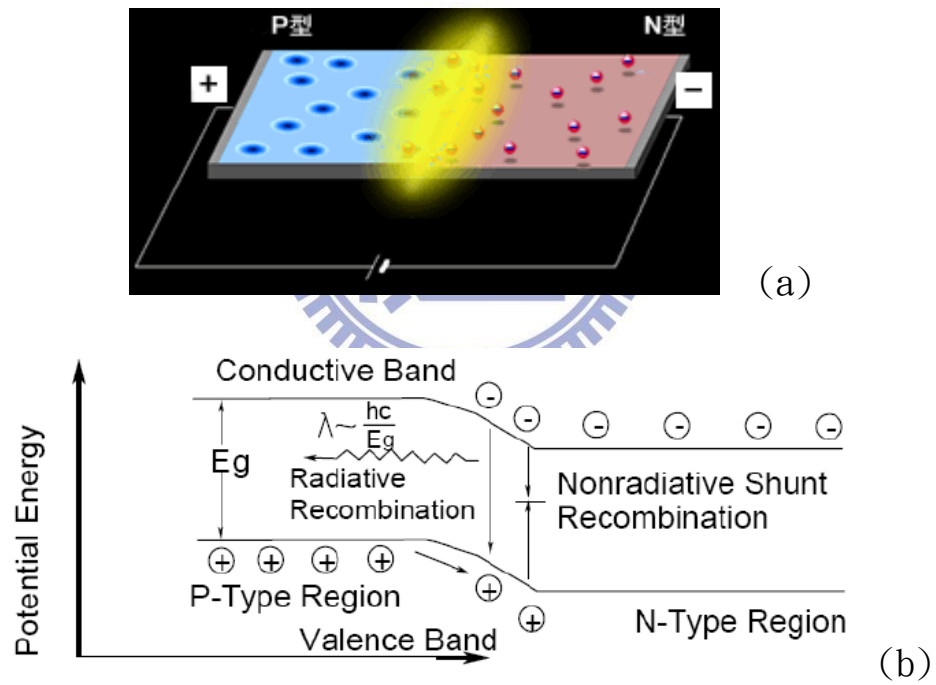 P型
N型
+
−
(a)
Conductive Band
λ~ hc
Eg
Eg
Radiative
Recombination
Nonradiative Shunt
Recombination
P-Type Region
N-Type Region
Valence Band
Potential Energy
(b)